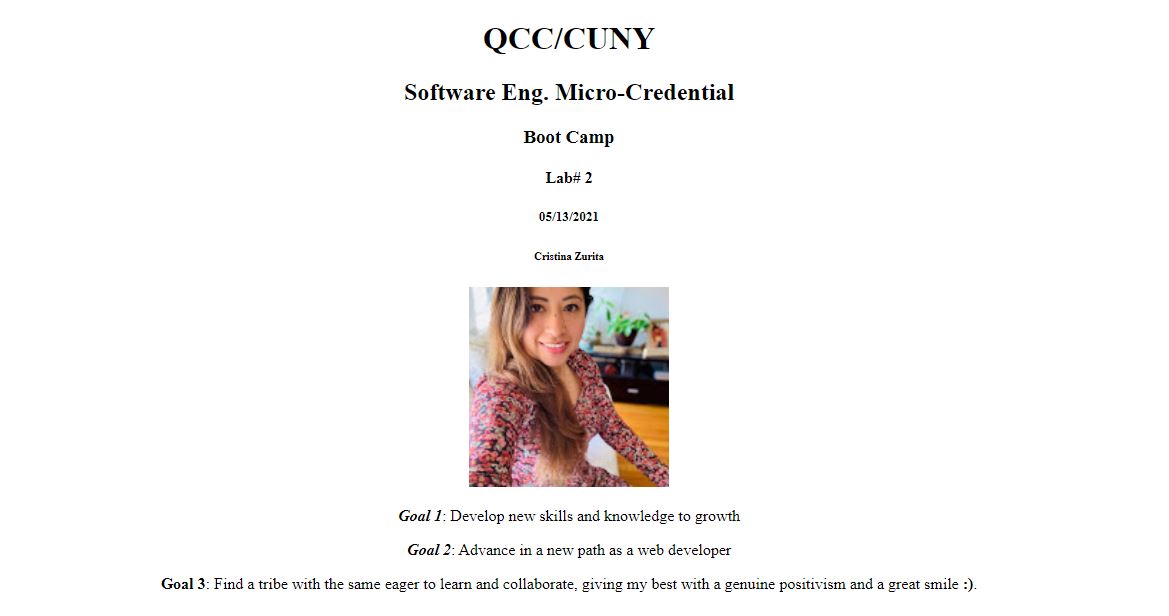 QCC/CUNY
Software Eng. Micro-Credential
Boot Camp
Lab# 2
05/13/2021
Cristina Zurita
Goal 1: Develop new skills and knowledge to growth
Goal 2: Advance in a new path as a web developer
Goal 3: Find a tribe with the same eager to learn and collaborate, giving my best with a genuine positivism and a great smile :).